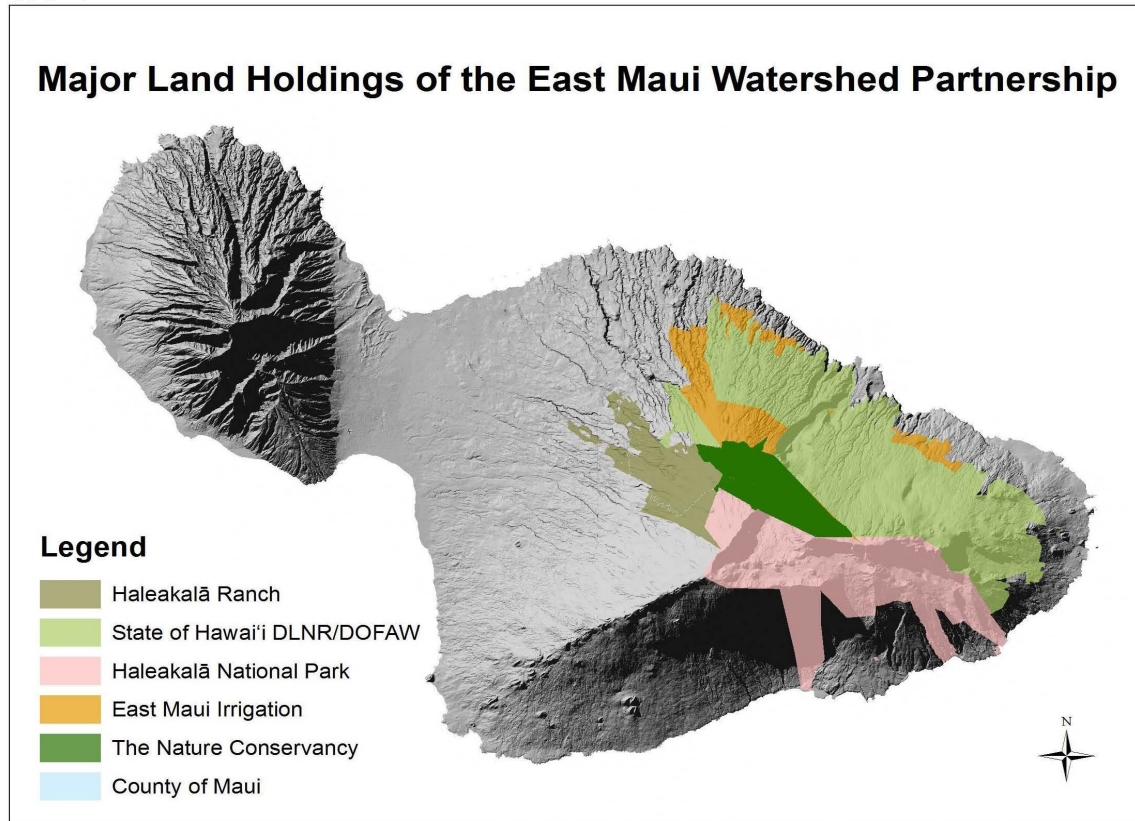 Major Land Holdings of the East Maui Watershed Partnership
Legend
Haleakalā Ranch
State of Hawai‘i DLNR/DOFAW
Haleakalā National Park
East Maui Irrigation
The Nature Conservancy
County of Maui
N